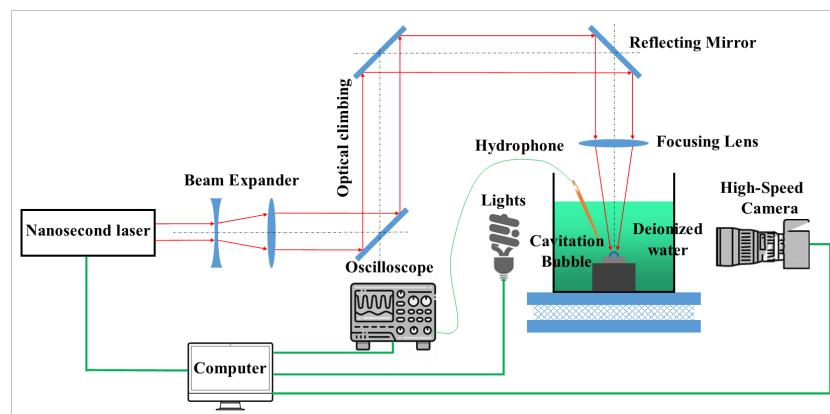 Reflecting Mirror
Optical climbing
Hydrophone
Focusing Lens
Beam Expander
Lights
High-Speed
Camera
Nanosecond laser
Cavitation
Bubble
Deionized
water
Oscilloscope
Computer